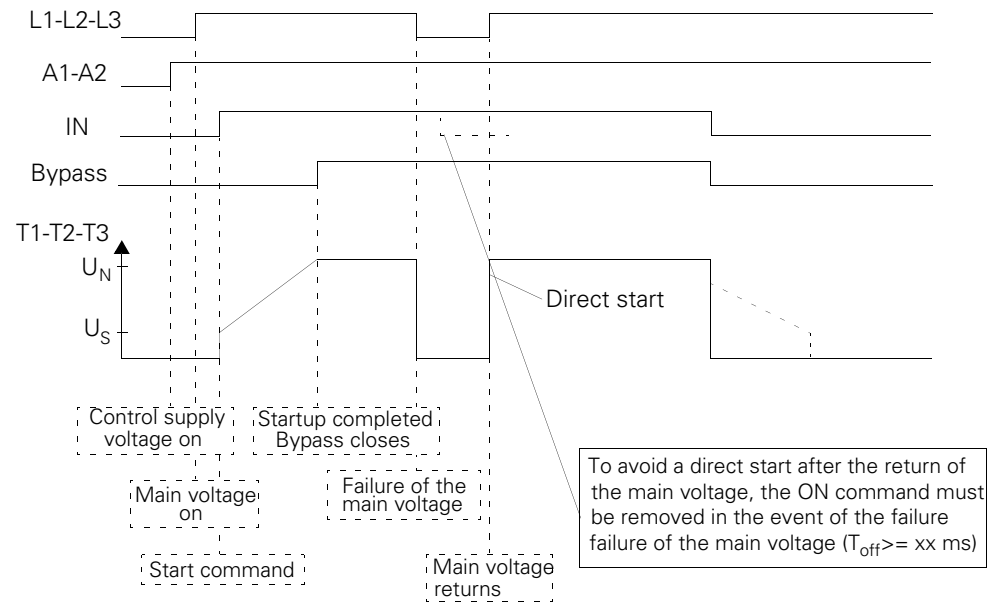 L1-L2-L3
A1-A2
IN
Bypass
T1-T2-T3
UN
US
Direct start
Control supply
voltage on
Startup completed
Bypass closes
Main voltage
on
Failure of the
main voltage
Start command
Main voltage
returns
To avoid a direct start after the return of
the main voltage, the ON command must
be removed in the event of the failure
failure of the main voltage (Toff>= xx ms)